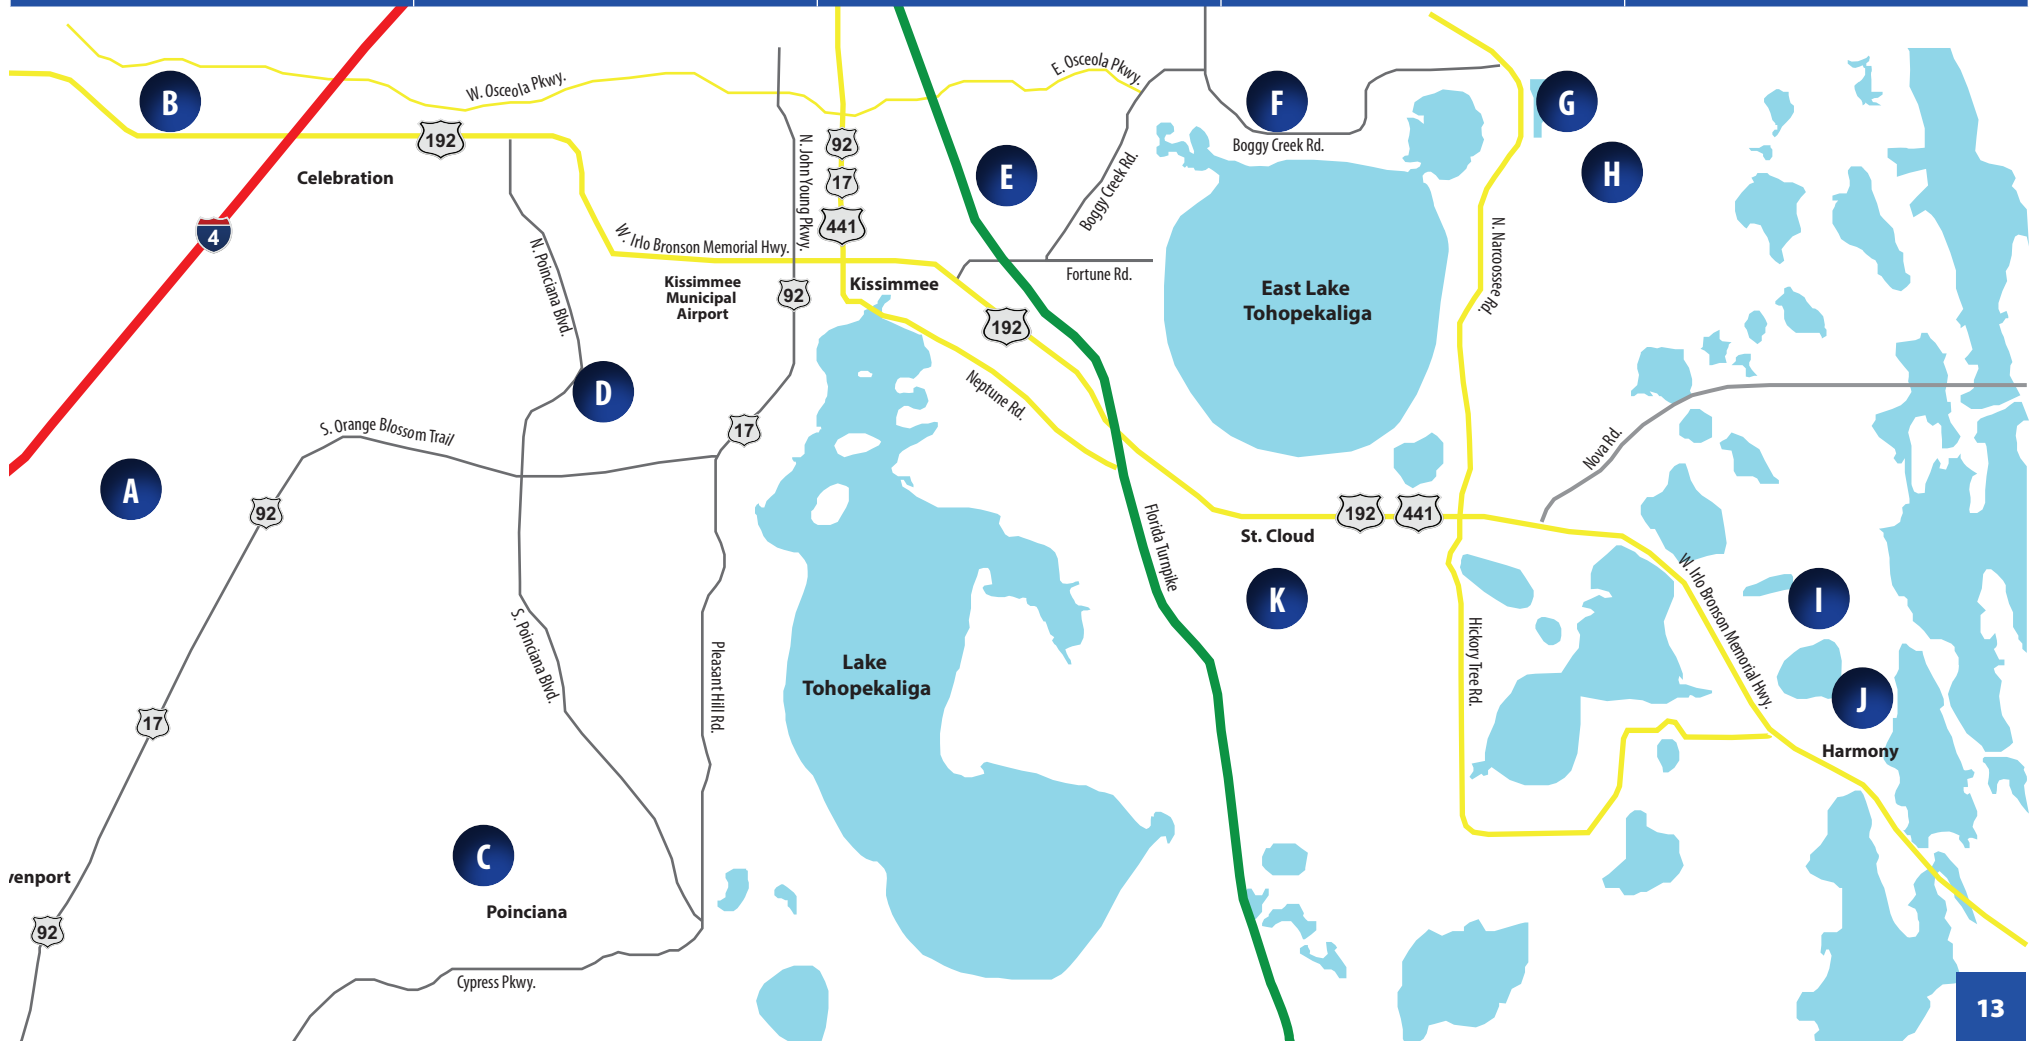 E. Osceola Pkwy.
W. Osceola Pkwy.
B
F
G
192
92
Boggy Creek Rd.
N. John Young Pkwy.
Celebration
17
E
Boggy Creek Rd.
H
441
4
W. Irlo Bronson Memorial Hwy.
N. Poinciana Blvd.
N. Narcoossee Rd.
Fortune Rd.
Kissimmee
Municipal
Airport
92
Kissimmee
East Lake
Tohopekaliga
192
D
Neptune Rd.
S. Orange Blossom Trail
17
Nova Rd.
A
92
192
441
Florida Turnpike
St. Cloud
W. Irlo Bronson Memorial Hwy.
K
I
S. Poinciana Blvd.
Hickory Tree Rd.
Pleasant Hill Rd.
Lake
Tohopekaliga
J
17
Harmony
C
venport
Poinciana
92
Cypress Pkwy.
13